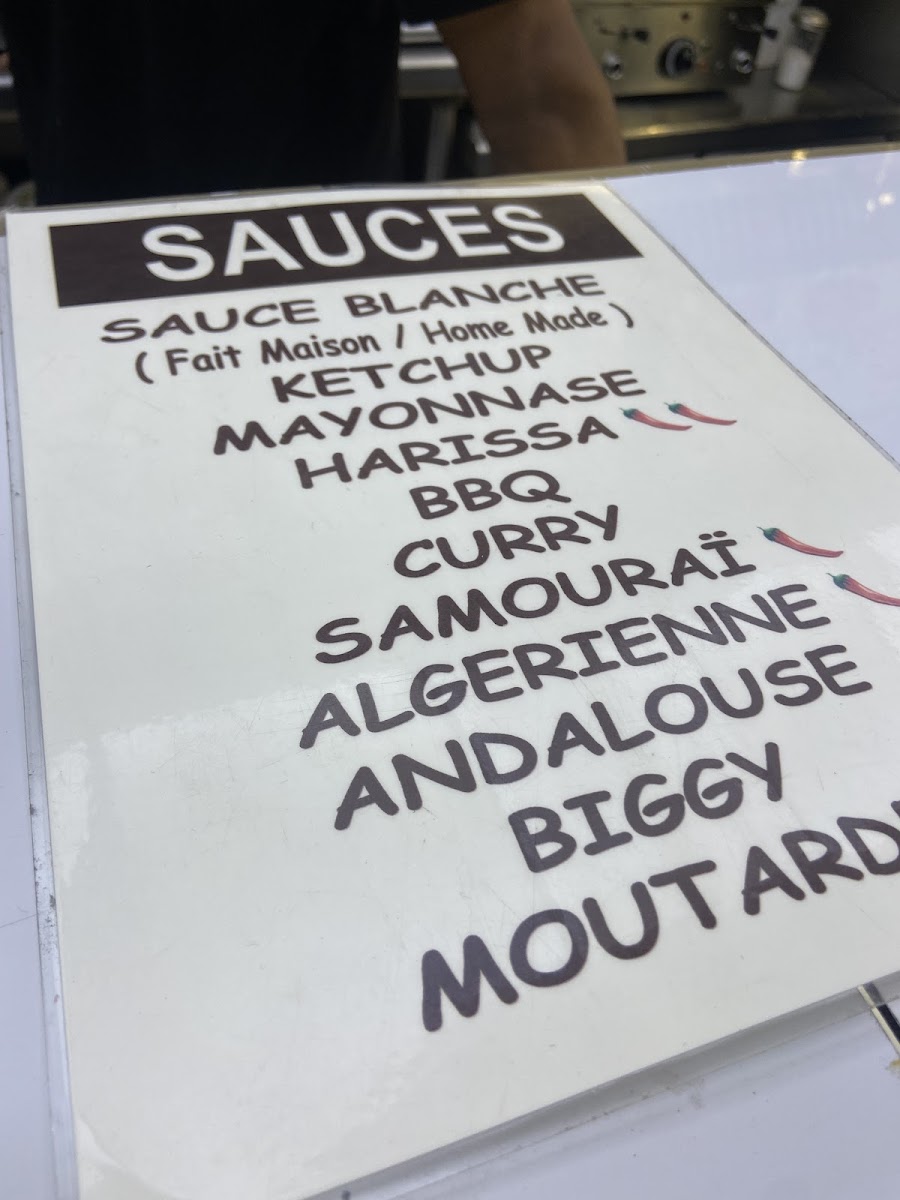 SAUCES
SAUCE BLANCHE
( Fait Maison / Home Made )
KETCHUP
MAYONNASE
HARISSA
BBQ
CURRY
SAMOURAÏ
ALGERIENNE
ANDALOUSE
BIGGY
MOUTARD